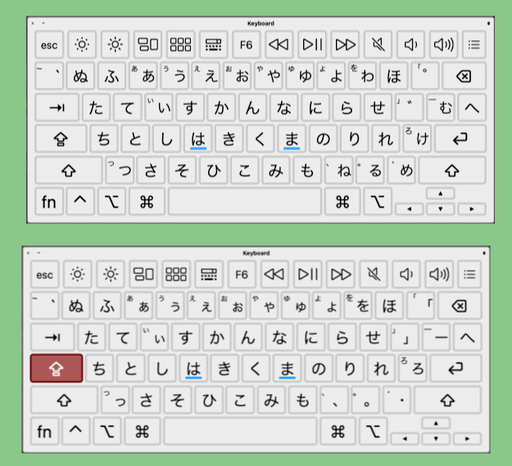 Keyboard
esc F6
~ ` ぬ ふ ぁ あ ぅ う ぇ え ぉ お ゃ や ゅ ゆ ょ よ を わ ほ 「 ゜
た て ぃ い す か ん な に ら せ 」 ゜ ー む へ
ち と し は き く ま の り れ ろ け
っ つ さ そ ひ こ み も 、 ね 。 る ・ め
fn ^ ⌥ ⌘ ⌘ ⌥
Keyboard
esc F6
~ ` ぬ ふ あ ぁ う ぅ え ぇ お ぉ や ゃ ゆ ゅ よ ょ を を ほ 「 「
た て い ぃ す か ん な に ら せ 」 」 ー ー へ
ち と し は き く ま の り れ ろ ろ
つ っ さ そ ひ こ み も 、 、 。 。 ・ ・
fn ^ ⌥ ⌘ ⌘ ⌥